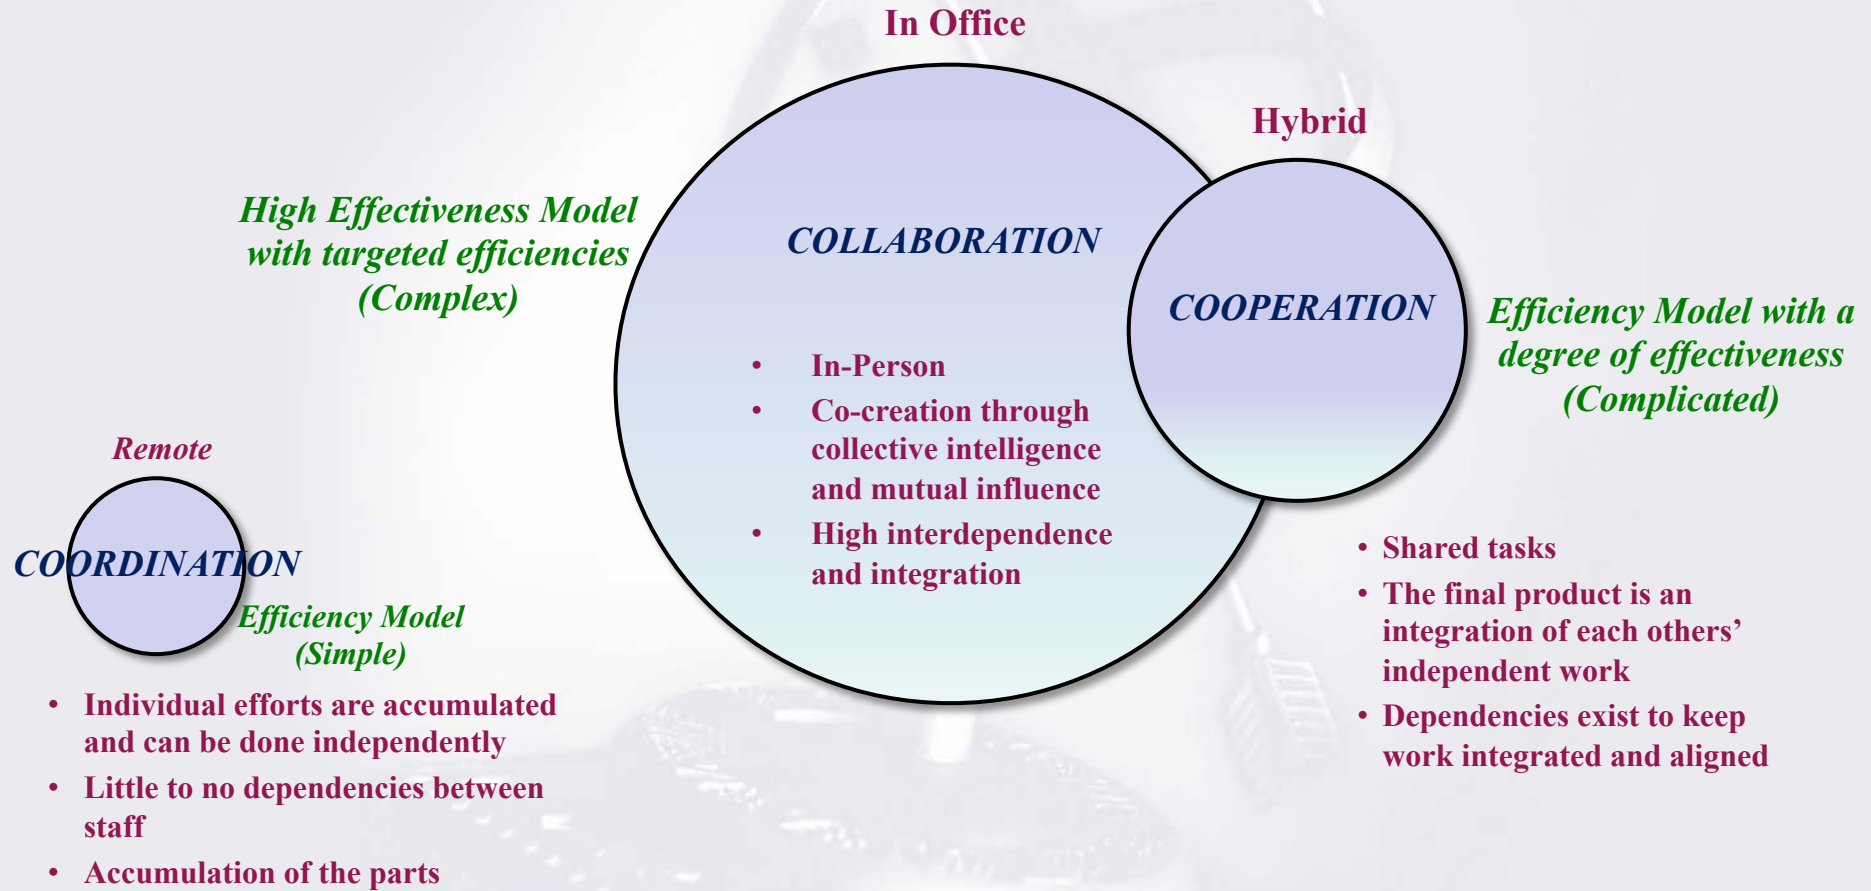 In Office
Hybrid
High Effectiveness Model
with targeted efficiencies
(Complex)
COLLABORATION
• In-Person
• Co-creation through
collective intelligence
and mutual influence
• High interdependence
and integration
COOPERATION
Efficiency Model with a
degree of effectiveness
(Complicated)
• Shared tasks
• The final product is an
integration of each others’
independent work
• Dependencies exist to keep
work integrated and aligned
Remote
COORDINATION
Efficiency Model
(Simple)
• Individual efforts are accumulated
and can be done independently
• Little to no dependencies between
staff
• Accumulation of the parts